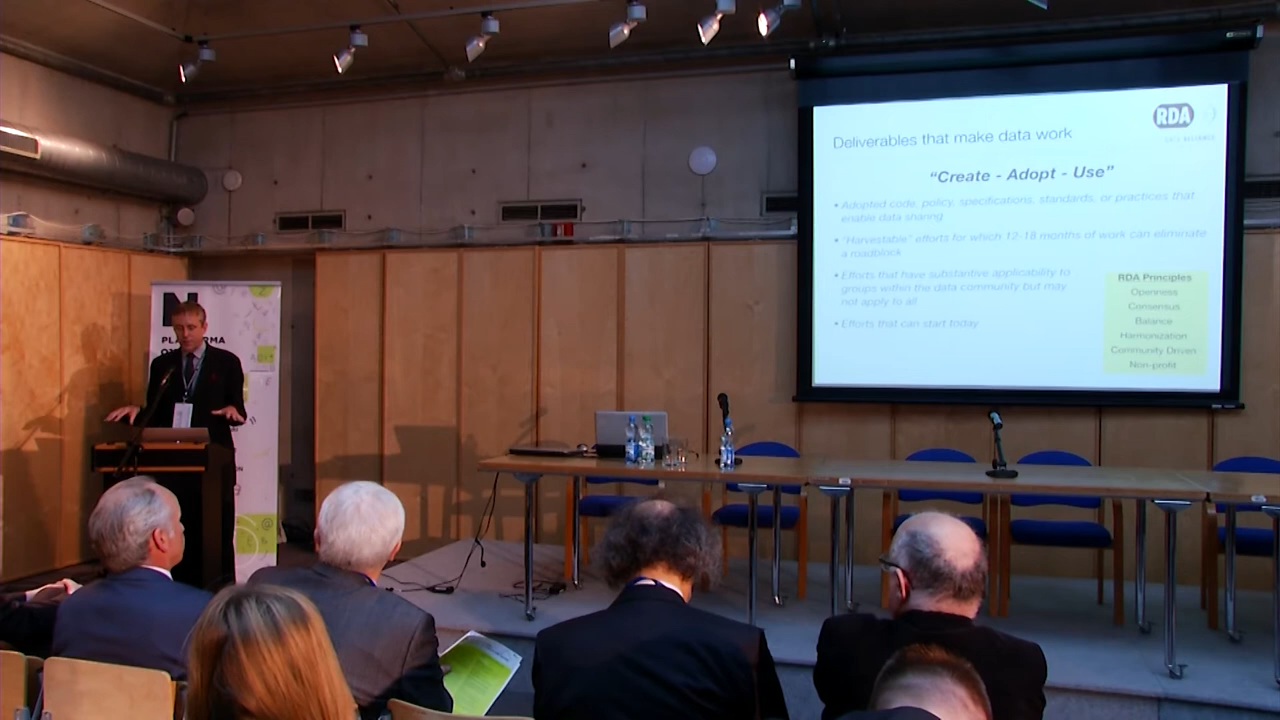 RDA
Deliverables that make data work
“Create - Adopt - Use”
• Adopted code, policy, specifications, standards, or practices that
enable data sharing
• “Harvestable” efforts for which 12-18 months of work can eliminate
a roadblock
• Efforts that have substantive applicability to
groups within the data community but may
not apply to all
• Efforts that can start today
RDA Principles
Openness
Consensus
Balance
Harmonization
Community Driven
Non-profit
N